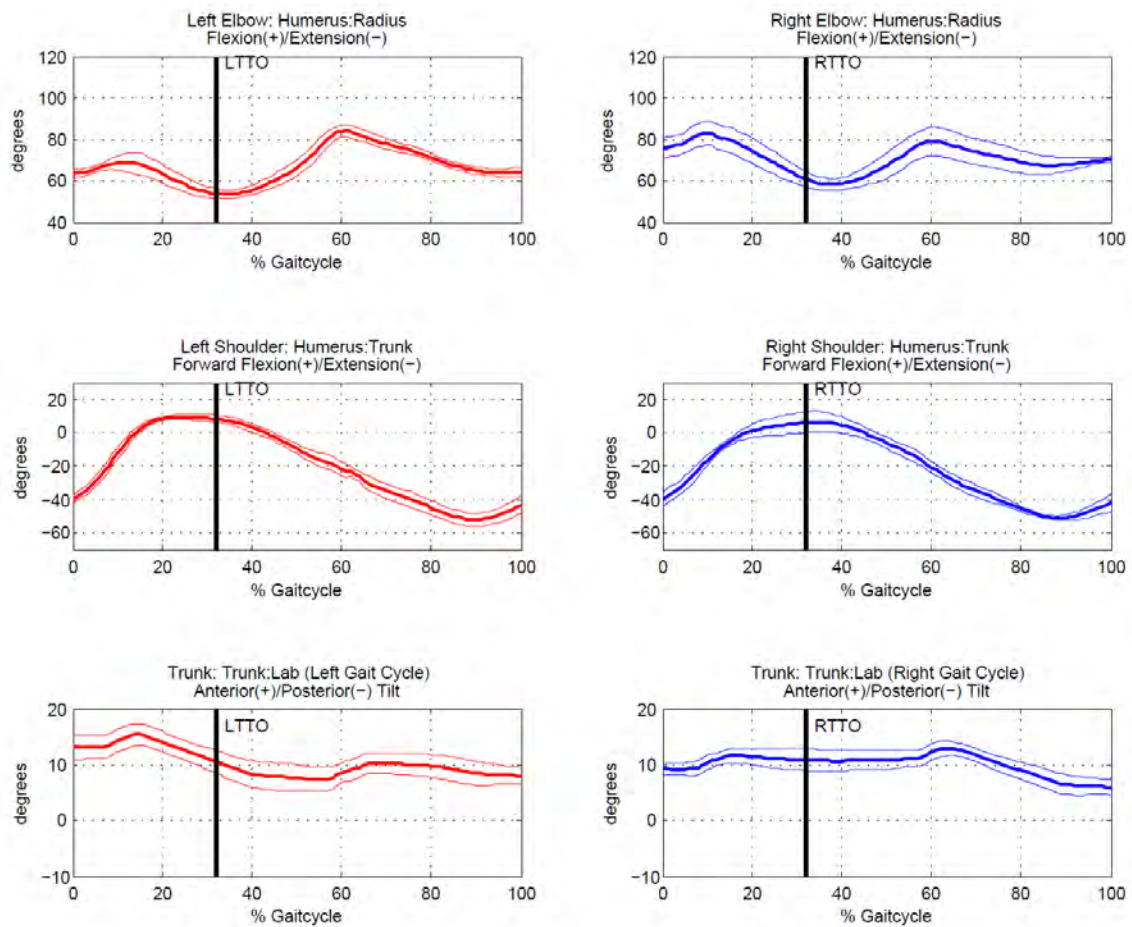 Left Elbow: Humerus:Radius
Flexion(+)/Extension(−)
120
100
80
60
40
degrees
LTTO
0 20 40 60 80 100
% Gaitcycle
Right Elbow: Humerus:Radius
Flexion(+)/Extension(−)
120
100
80
60
40
degrees
RTTO
0 20 40 60 80 100
% Gaitcycle
Left Shoulder: Humerus:Trunk
Forward Flexion(+)/Extension(−)
20
0
−20
−40
−60
degrees
LTTO
0 20 40 60 80 100
% Gaitcycle
Right Shoulder: Humerus:Trunk
Forward Flexion(+)/Extension(−)
20
0
−20
−40
−60
degrees
RTTO
0 20 40 60 80 100
% Gaitcycle
Trunk: Trunk:Lab (Left Gait Cycle)
Anterior(+)/Posterior(−) Tilt
20
10
0
−10
degrees
LTTO
0 20 40 60 80 100
% Gaitcycle
Trunk: Trunk:Lab (Right Gait Cycle)
Anterior(+)/Posterior(−) Tilt
20
10
0
−10
degrees
RTTO
0 20 40 60 80 100
% Gaitcycle